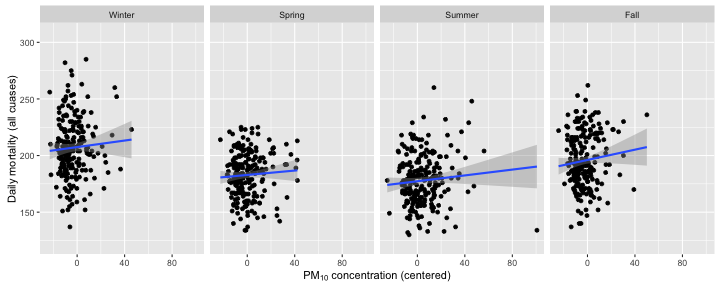 Winter
Spring
Summer
Fall
Daily mortality (all cuases)
300
250
200
150
0 40 80
0 40 80
0 40 80
0 40 80
PM10 concentration (centered)